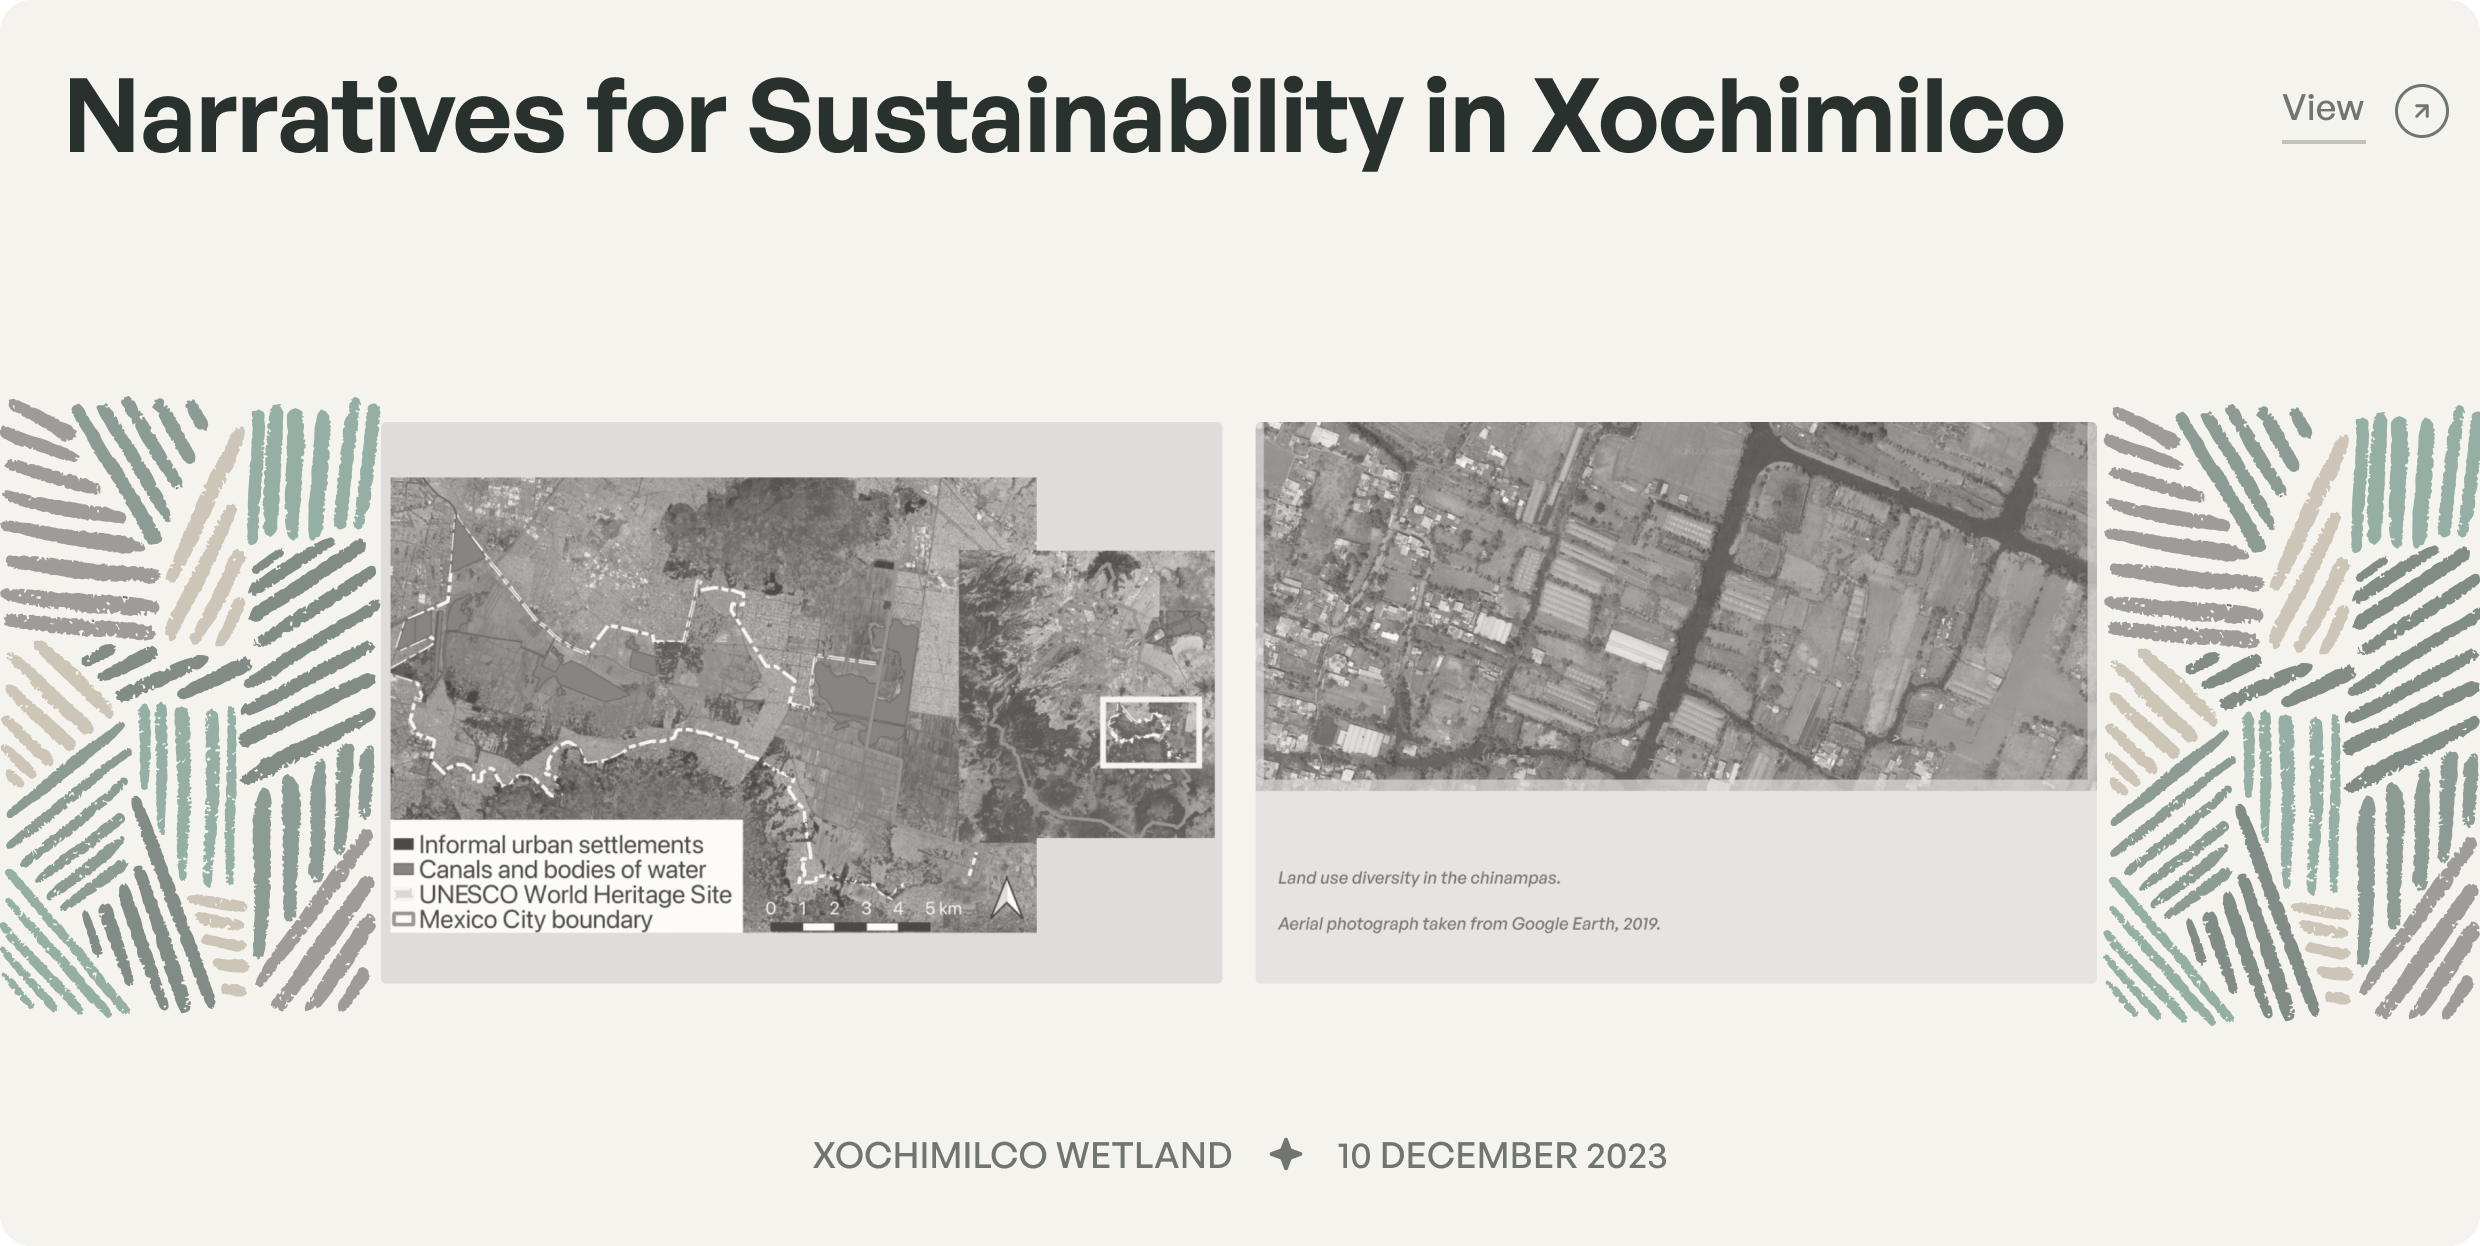 Narratives for Sustainability in Xochimilco
View
Informal urban settlements
Canals and bodies of water
UNESCO World Heritage Site
Mexico City boundary
0 1 2 3 4 5 km
Land use diversity in the chinampas.
Aerial photograph taken from Google Earth, 2019.
XOCHIMILCO WETLAND 10 DECEMBER 2023